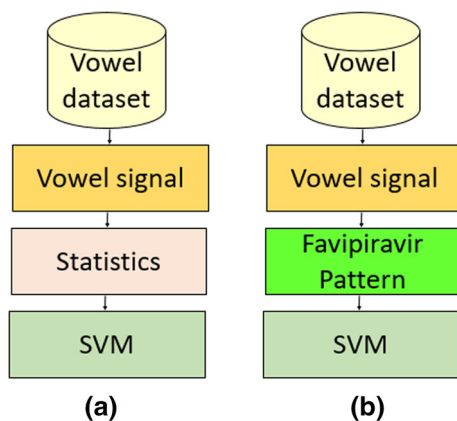 Vowel
dataset
Vowel signal
Statistics
SVM
(a)
Vowel
dataset
Vowel signal
Favipiravir
Pattern
SVM
(b)